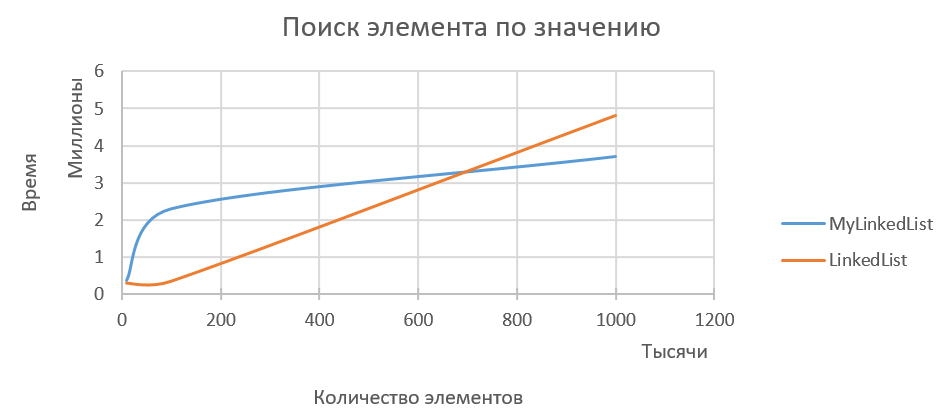 Поиск элемента по значению
Время
Миллионы
6
5
4
3
2
1
0
0 200 400 600 800 1000 1200
Тысячи
Количество элементов
MyLinkedList
LinkedList